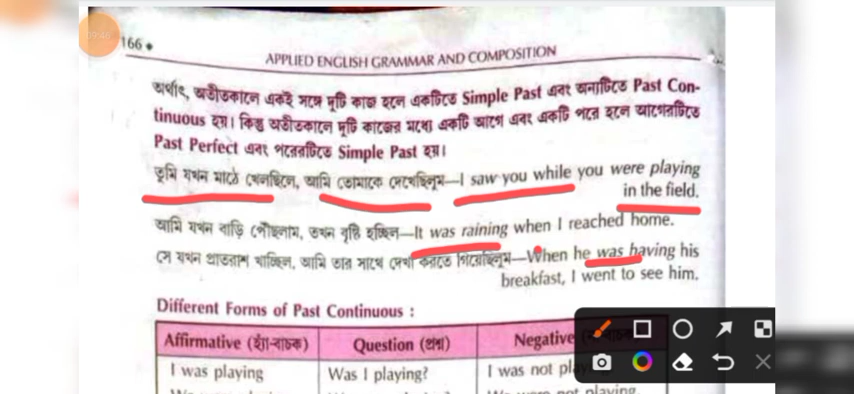 166
APPLIED ENGLISH GRAMMAR AND COMPOSITION
অর্থাৎ, অতীতকালে একই সঙ্গে দুটি কাজ হলে একটিতে Simple Past এবং অন্যটিতে Past Con-
tinuous হয়। কিন্তু অতীতকালে দুটি কাজের মধ্যে একটি আগে এবং একটি পরে হলে আগেরটিতে
Past Perfect এবং পরেরটিতে Simple Past হয়।
তুমি যখন মাঠে খেলছিলে, আমি তোমাকে দেখেছিলুম—I saw you while you were playing
in the field.
আমি যখন বাড়ি পৌঁছলাম, তখন বৃষ্টি হচ্ছিল—It was raining when I reached home.
সে যখন প্রাতরাশ খাচ্ছিল, আমি তার সাথে দেখা করতে গিয়েছিলুম—When he was having his
breakfast, I went to see him.
Different Forms of Past Continuous :
Affirmative (হ্যাঁ-বাচক) Question (প্রশ্ন) Negative
I was playing Was I playing? I was not
not playing.